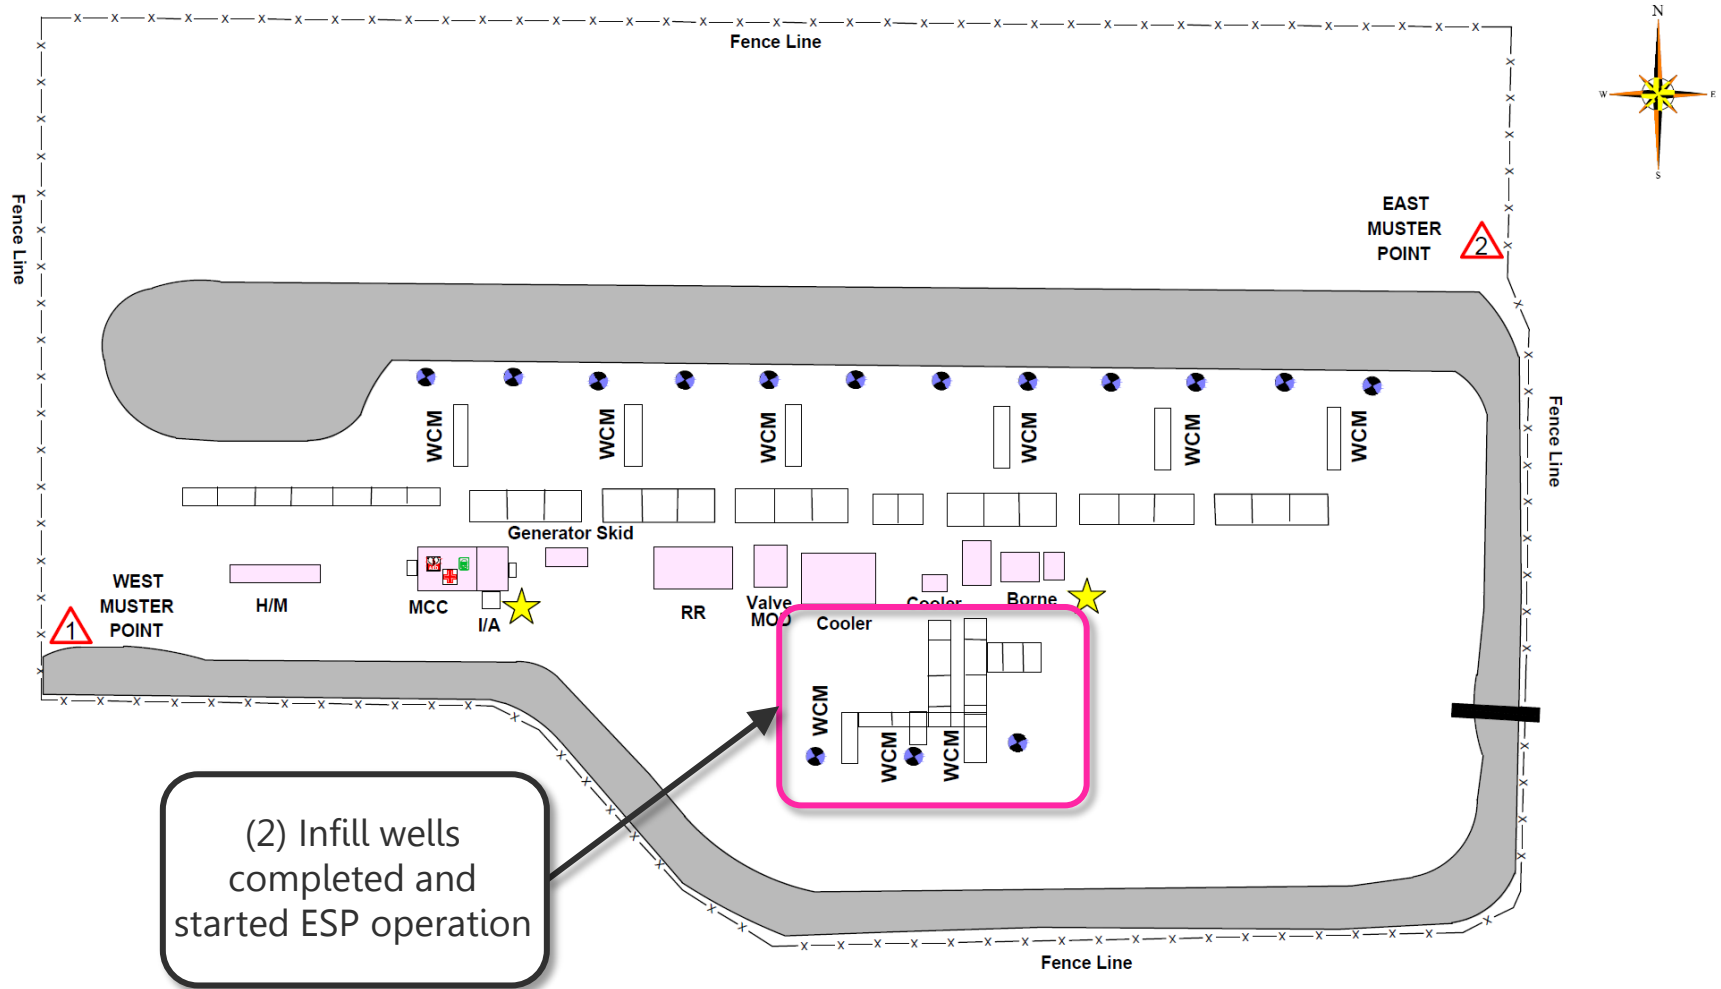 N
Fence Line
W
E
S
Fence Line
EAST
MUSTER
POINT
2
WCM
WCM
WCM
WCM
WCM
WCM
Fence Line
Generator Skid
WEST
MUSTER
POINT
1
H/M
MCC
I/A
RR
Valve
MOD
Cooler
Cooler
Borne
WCM
WCM
WCM
(2) Infill wells
completed and
started ESP operation
Fence Line